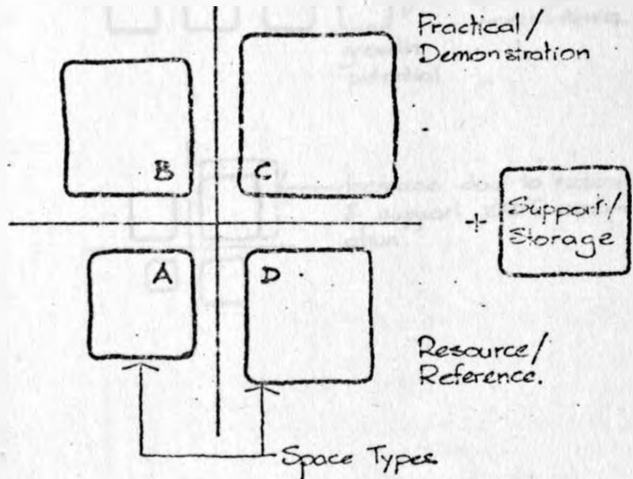 Practical/
Demonstration
B
C
+ Support/
Storage
A
D
Resource/
Reference.
Space Types